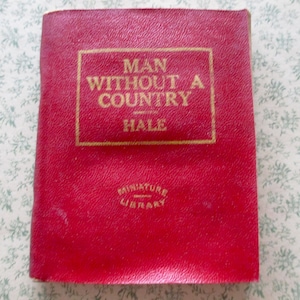 MAN
WITHOUT A
COUNTRY
HALE
MINIATURE
LIBRARY